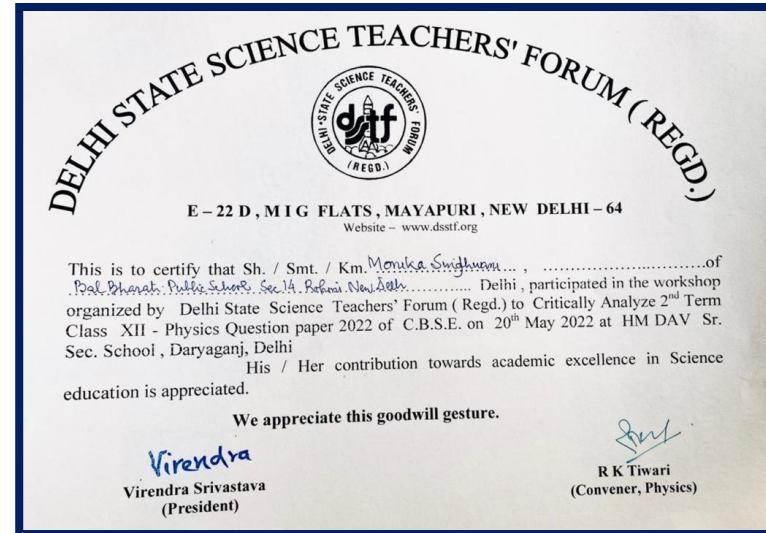 DELHI STATE SCIENCE TEACHERS' FORUM ( REGD.)
DELHI-STATE SCIENCE TEACHERS' FORUM
dstf
(REGD.)
E – 22 D , M I G FLATS , MAYAPURI , NEW DELHI – 64
Website – www.dsstf.org
This is to certify that Sh. / Smt. / Km. Monika ..... , ..............................of
Bal Bharati Public School, Sec 14, Rohini, New Delh............... Delhi , participated in the workshop
organized by Delhi State Science Teachers' Forum ( Regd.) to Critically Analyze 2nd Term
Class XII - Physics Question paper 2022 of C.B.S.E. on 20th May 2022 at HM DAV Sr.
Sec. School , Daryaganj, Delhi
His / Her contribution towards academic excellence in Science
education is appreciated.
We appreciate this goodwill gesture.
Virendra
Virendra Srivastava
(President)
R K Tiwari
(Convener, Physics)